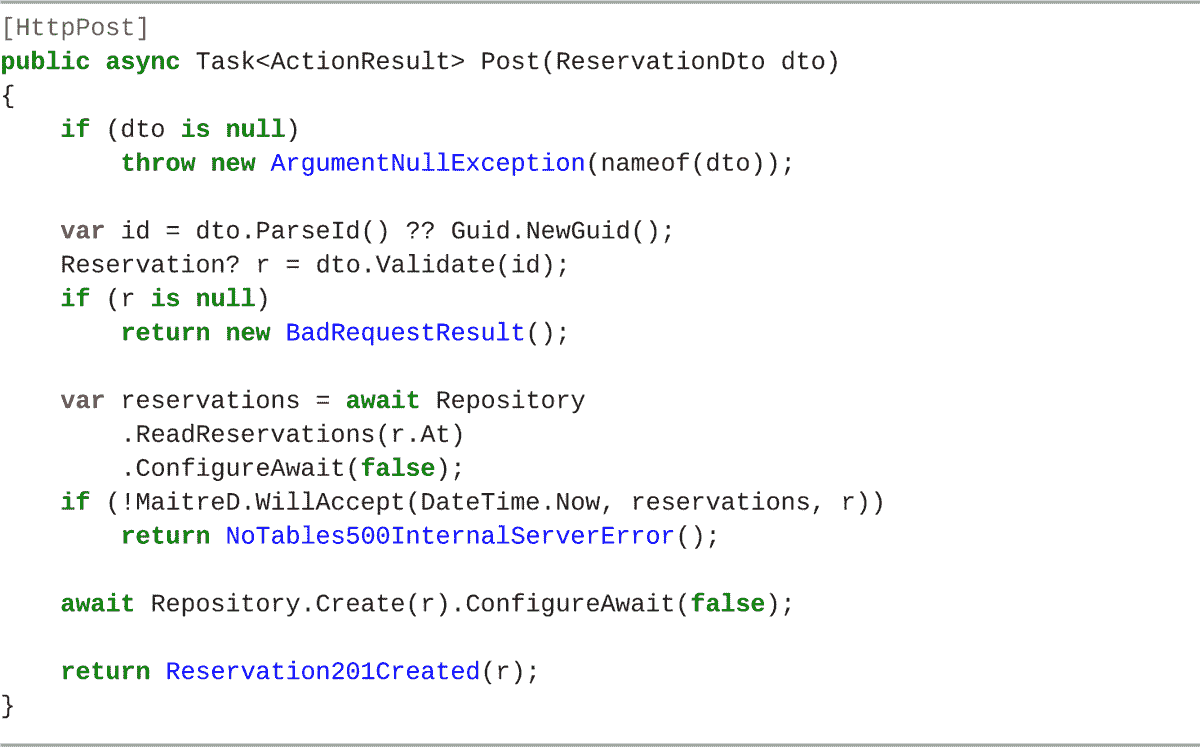 [HttpPost]
public async Task<ActionResult> Post(ReservationDto dto)
{
    if (dto is null)
        throw new ArgumentNullException(nameof(dto));

    var id = dto.ParseId() ?? Guid.NewGuid();
    Reservation? r = dto.Validate(id);
    if (r is null)
        return new BadRequestResult();

    var reservations = await Repository
        .ReadReservations(r.At)
        .ConfigureAwait(false);
    if (!MaitreD.WillAccept(DateTime.Now, reservations, r))
        return NoTables500InternalServerError();

    await Repository.Create(r).ConfigureAwait(false);

    return Reservation201Created(r);
}